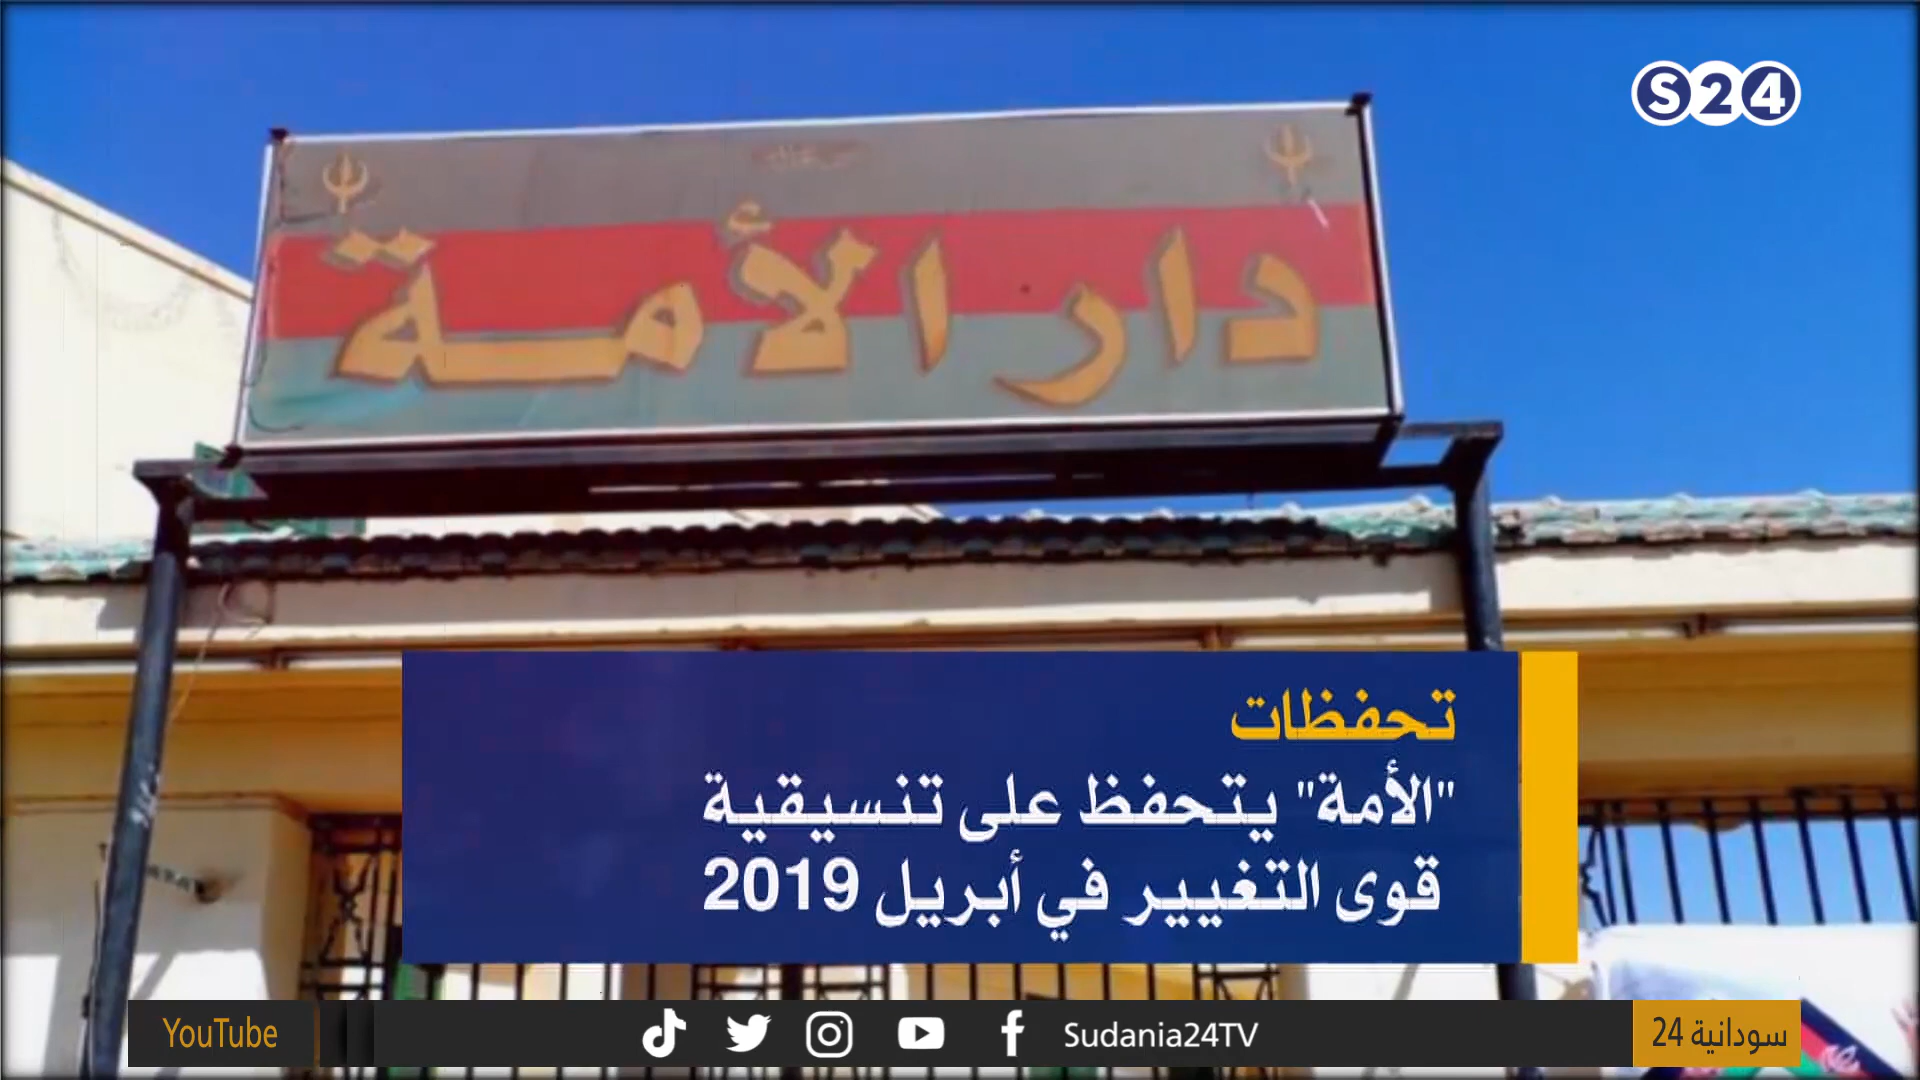 S24
دار الأمة
تحفظات
"الأمة" يتحفظ على تنسيقية
قوى التغيير في أبريل 2019
YouTube
Sudania24TV
سودانية 24